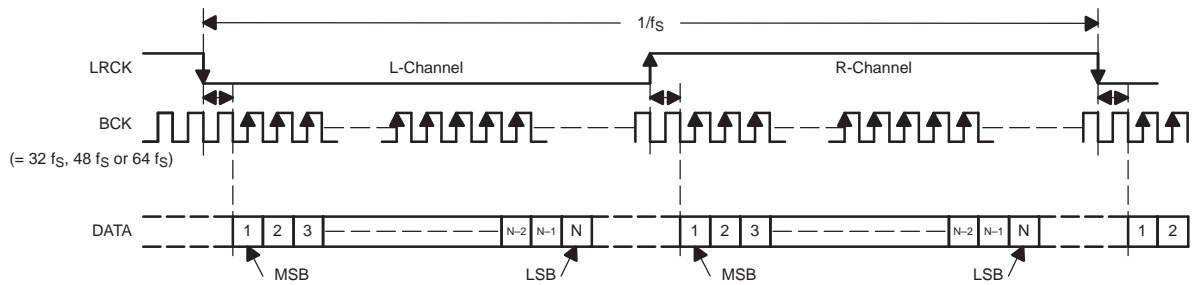 1/fS
LRCK
L-Channel
R-Channel
BCK
(= 32 fS, 48 fS or 64 fS)
DATA
1 2 3 N–2 N–1 N 1 2 3 N–2 N–1 N 1 2
MSB LSB MSB LSB